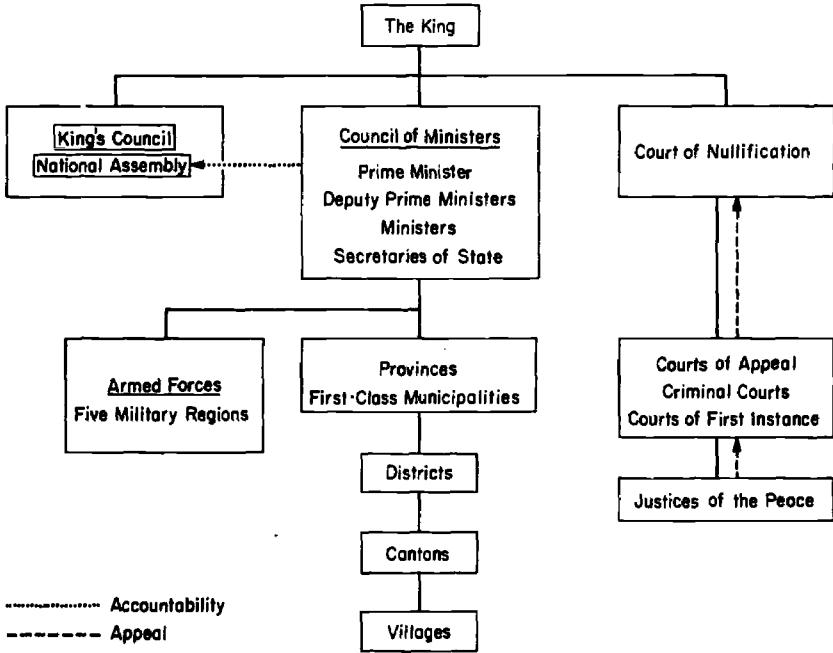 The King
King's Council
National Assembly
Council of Ministers
Prime Minister
Deputy Prime Ministers
Ministers
Secretaries of State
Court of Nullification
Armed Forces
Five Military Regions
Provinces
First-Class Municipalities
Courts of Appeal
Criminal Courts
Courts of First Instance
Districts
Justices of the Peace
Cantons
Villages
Accountability
Appeal